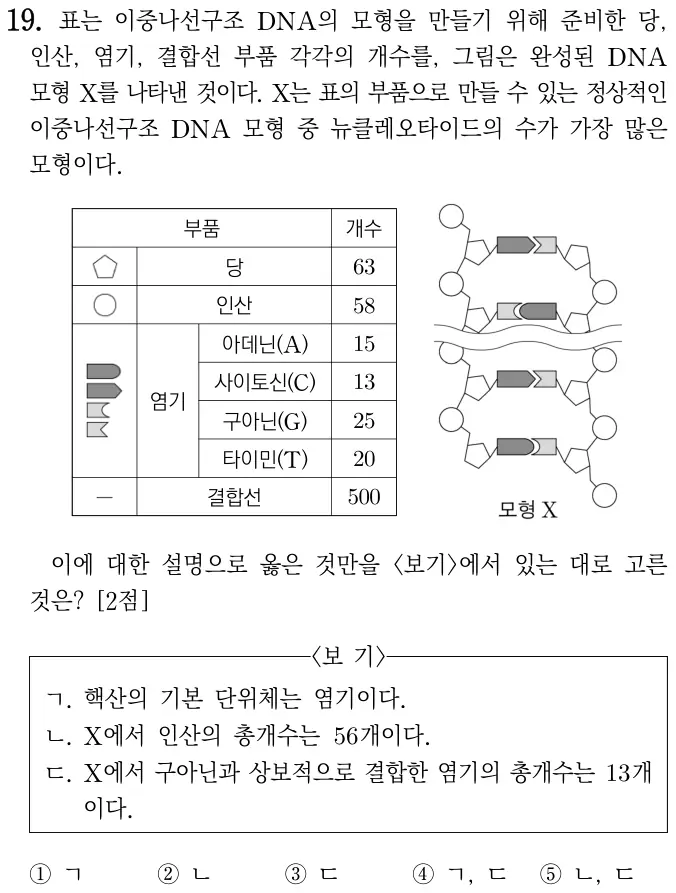 19. 표는 이중나선구조 DNA의 모형을 만들기 위해 준비한 당,
인산, 염기, 결합선 부품 각각의 개수를, 그림은 완성된 DNA
모형 X를 나타낸 것이다. X는 표의 부품으로 만들 수 있는 정상적인
이중나선구조 DNA 모형 중 뉴클레오타이드의 수가 가장 많은
모형이다.
부품 개수
당 63
인산 58
염기
아데닌(A) 15
사이토신(C) 13
구아닌(G) 25
타이민(T) 20
결합선 500
모형 X
이에 대한 설명으로 옳은 것만을 <보기>에서 있는 대로 고른
것은? [2점]
<보 기>
ㄱ. 핵산의 기본 단위체는 염기이다.
ㄴ. X에서 인산의 총개수는 56개이다.
ㄷ. X에서 구아닌과 상보적으로 결합한 염기의 총개수는 13개
이다.
① ㄱ ② ㄴ ③ ㄷ ④ ㄱ, ㄷ ⑤ ㄴ, ㄷ